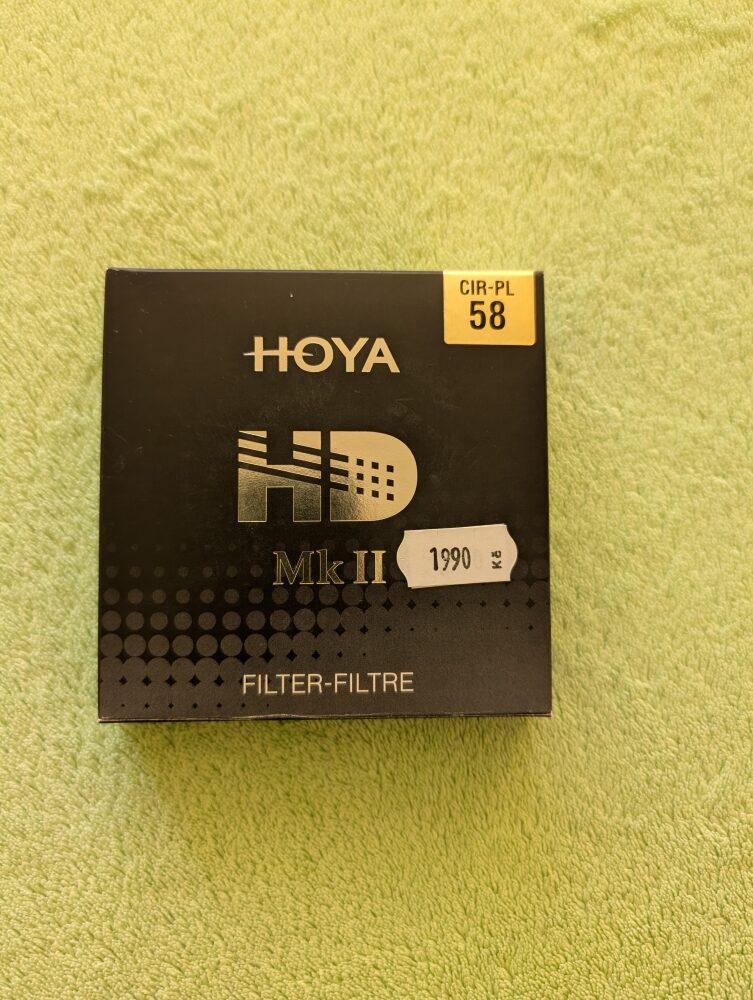 CIR-PL
58
HOYA
HD
Mk II
1990 Kč
FILTER-FILTRE